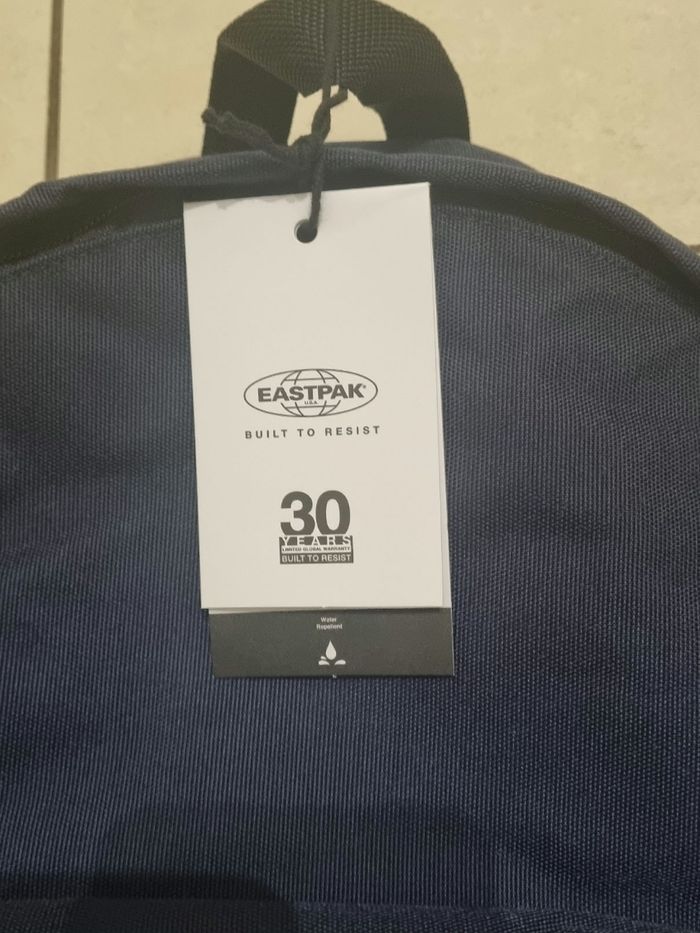 EASTPAK®
U.S.A.
BUILT TO RESIST
30
YEARS
LIMITED GLOBAL WARRANTY
BUILT TO RESIST
Water
Repellent